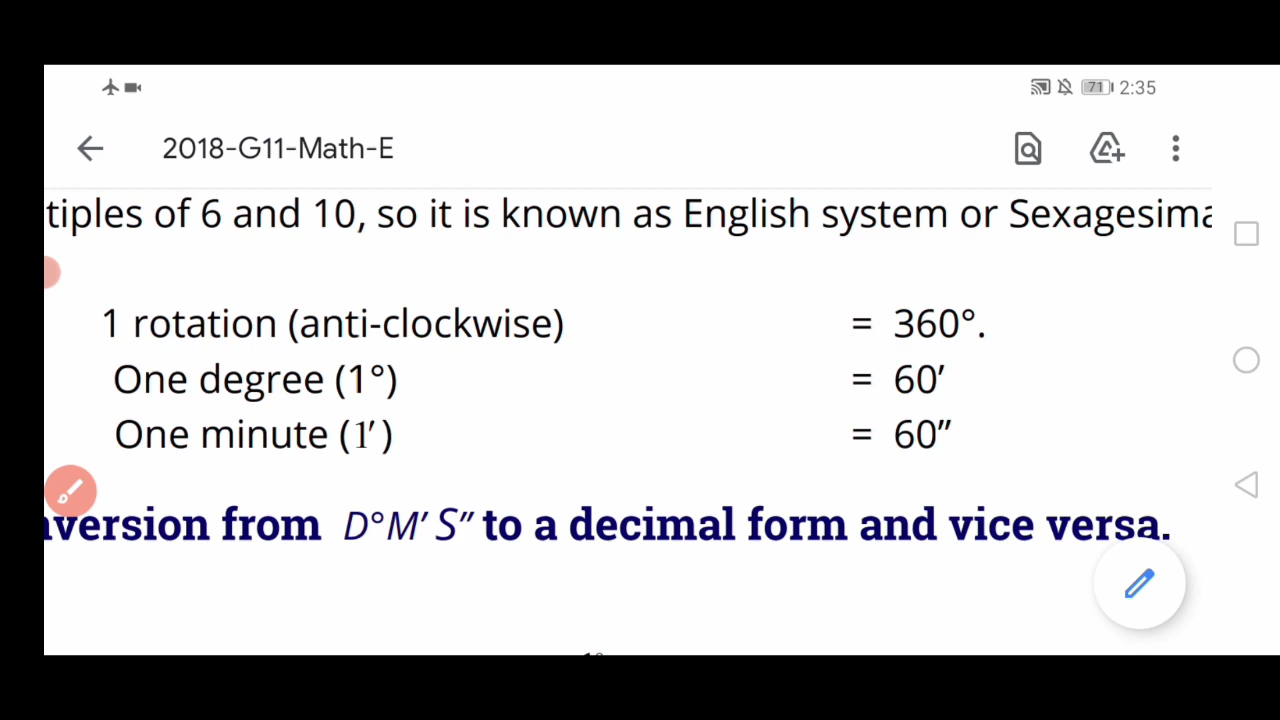 71 2:35
2018-G11-Math-E
tiples of 6 and 10, so it is known as English system or Sexagesima
1 rotation (anti-clockwise) = 360°.
One degree (1°) = 60′
One minute (1′) = 60″
version from D°M′ S″ to a decimal form and vice versa.